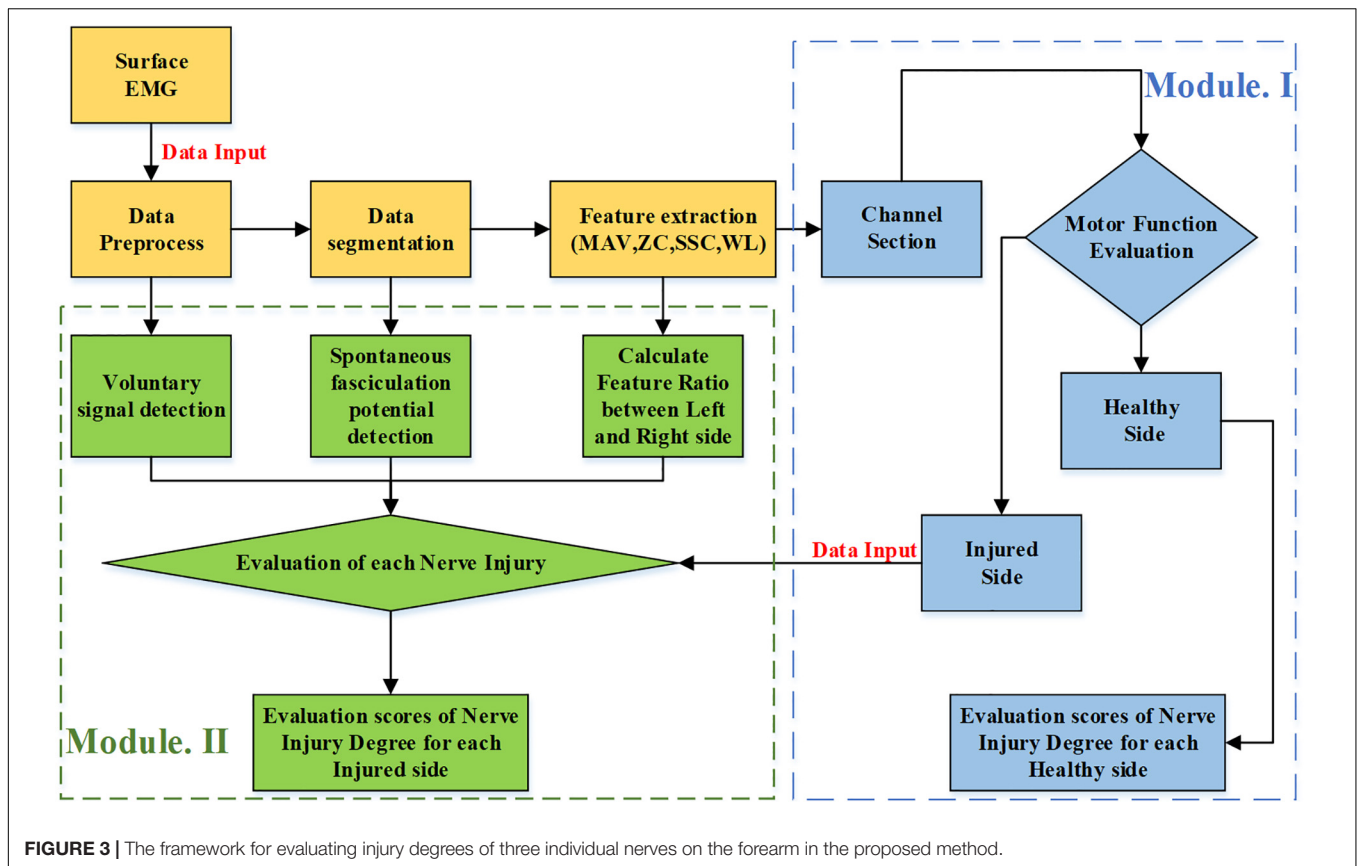 Surface
EMG
Data Input
Module. I
Data
Preprocess
Data
segmentation
Feature extraction
(MAV,ZC,SSC,WL)
Channel
Section
Motor Function
Evaluation
Voluntary
signal detection
Spontaneous
fasciculation
potential
detection
Calculate
Feature Ratio
between Left
and Right side
Healthy
Side
Evaluation of each Nerve Injury
Data Input
Injured
Side
Module. II
Evaluation scores of Nerve
Injury Degree for each
Injured side
Evaluation scores of Nerve
Injury Degree for each
Healthy side
FIGURE 3 | The framework for evaluating injury degrees of three individual nerves on the forearm in the proposed method.